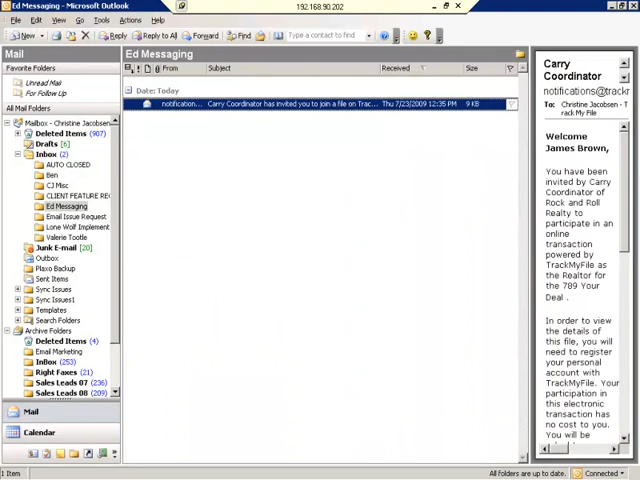 Ed Messaging - Microsoft Outlook
192.168.90.202
File Edit View Go Tools Actions Help
New Reply Reply to All Forward Find Type a contact to find
Mail
Favorite Folders
Unread Mail
For Follow Up
All Mail Folders
Mailbox - Christine Jacobsen
Deleted Items (907)
Drafts [6]
Inbox (2)
AUTO CLOSED
Ben
CJ Misc
CLIENT FEATURE REC
Ed Messaging
Email Issue Request
Lone Wolf Implement
Valerie Tootle
Junk E-mail [20]
Outbox
Plaxo Backup
Sent Items
Sync Issues
Sync Issues1
Templates
Search Folders
Archive Folders
Deleted Items (4)
Email Marketing
InBox (253)
Right Faxes (21)
Sales Leads 07 (236)
Sales Leads 08 (809)
Mail
Calendar
Ed Messaging
From Subject Received Size
Date: Today
notification... Carry Coordinator has invited you to join a file on Trac... Thu 7/23/2009 12:35 PM 9 KB
Carry
Coordinator
notifications@trackr
To: Christine Jacobsen - T
rack My File
Welcome
James Brown,
You have been
invited by Carry
Coordinator of
Rock and Roll
Realty to
participate in an
online
transaction
powered by
TrackMyFile as
the Realtor for
the 789 Your
Deal .
In order to view
the details of
this file, you will
need to register
your personal
account with
TrackMyFile. Your
participation in
this electronic
transaction has
no cost to you.
You will be
1 Item
All folders are up to date. Connected